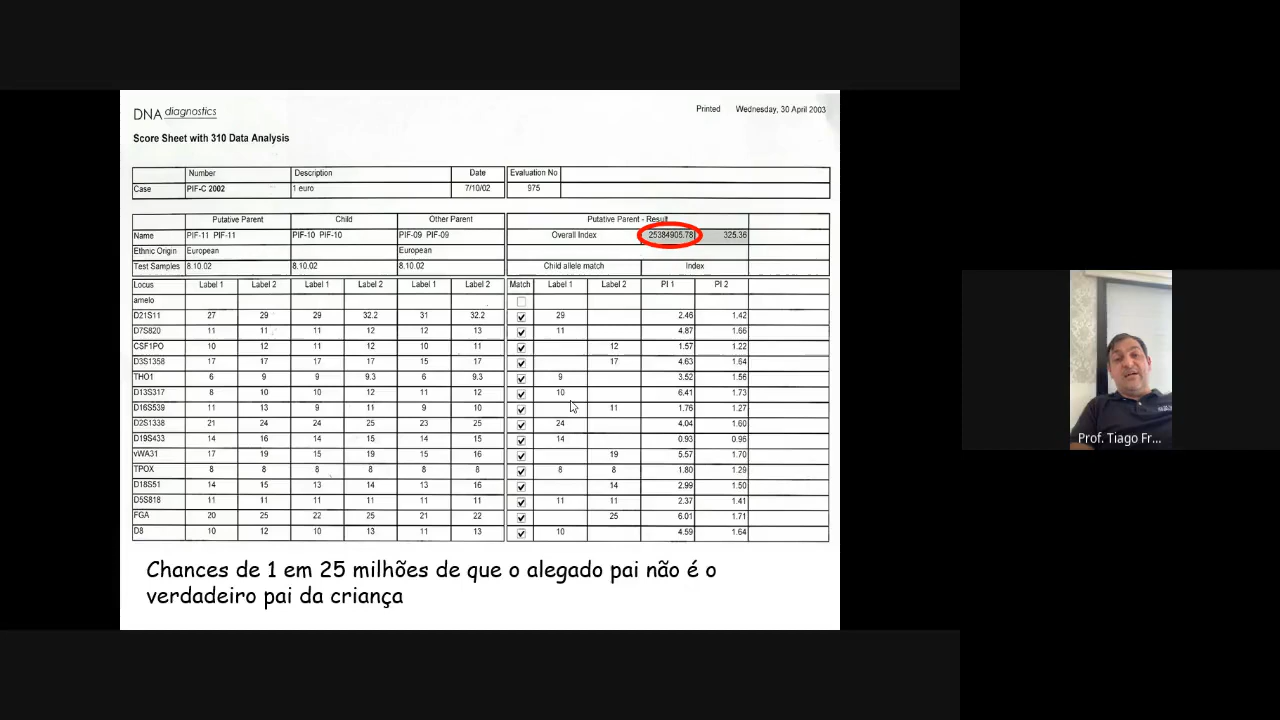 DNA diagnostics
Printed Wednesday, 30 April 2003
Score Sheet with 310 Data Analysis
Number Description Date Evaluation No
Case PIF-C 2002 1 euro 7/10/02 975
Putative Parent Child Other Parent Putative Parent - Result
Name PIF-11 PIF-11 PIF-10 PIF-10 PIF-09 PIF-09 Overall Index 25384905.78 325.36
Ethnic Origin European European
Test Samples 8.10.02 8.10.02 8.10.02 Child allele match Index
Locus Label 1 Label 2 Label 1 Label 2 Label 1 Label 2 Match Label 1 Label 2 PI 1 PI 2
amelo
D21S11 27 29 29 32.2 31 32.2 29 2.46 1.42
D7S820 11 11 11 12 12 13 11 4.87 1.66
CSF1PO 10 12 11 12 10 11 12 1.57 1.22
D3S1358 17 17 17 17 15 17 17 4.63 1.64
THO1 6 9 9 9.3 6 9.3 9 3.52 1.56
D13S317 8 10 10 12 11 12 10 6.41 1.73
D16S539 11 13 9 11 9 10 11 1.76 1.27
D2S1338 21 24 24 25 23 25 24 4.04 1.60
D19S433 14 16 14 15 14 15 14 0.93 0.96
vWA31 17 19 15 19 15 16 19 5.57 1.70
TPOX 8 8 8 8 8 8 8 8 1.80 1.29
D18S51 14 15 13 14 13 16 14 2.99 1.50
D5S818 11 11 11 11 11 11 11 11 2.37 1.41
FGA 20 25 22 25 21 22 25 6.01 1.71
D8 10 12 10 13 11 13 10 4.59 1.64
Chances de 1 em 25 milhões de que o alegado pai não é o
verdadeiro pai da criança
Prof. Tiago Fr...